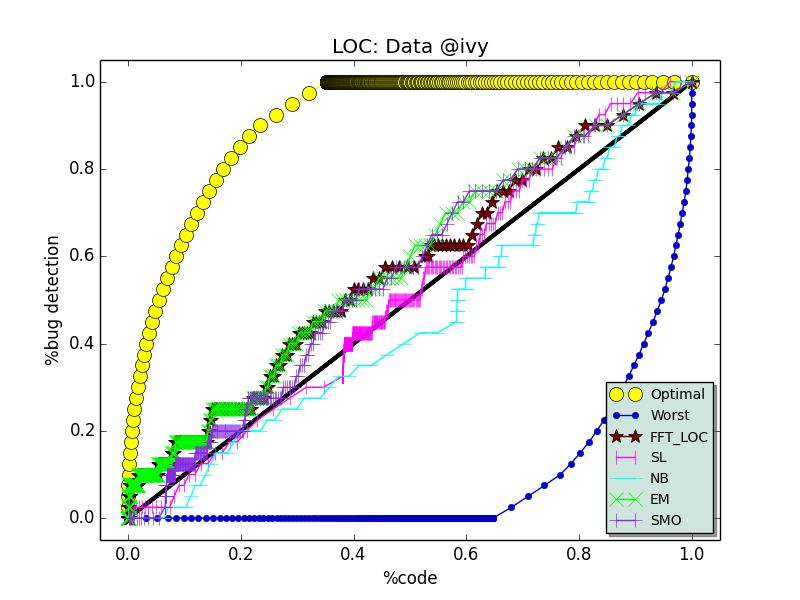 LOC: Data @ivy
1.0
0.8
0.6
0.4
0.2
0.0
%bug detection
Optimal
Worst
FFT_LOC
SL
NB
EM
SMO
0.0 0.2 0.4 0.6 0.8 1.0
%code